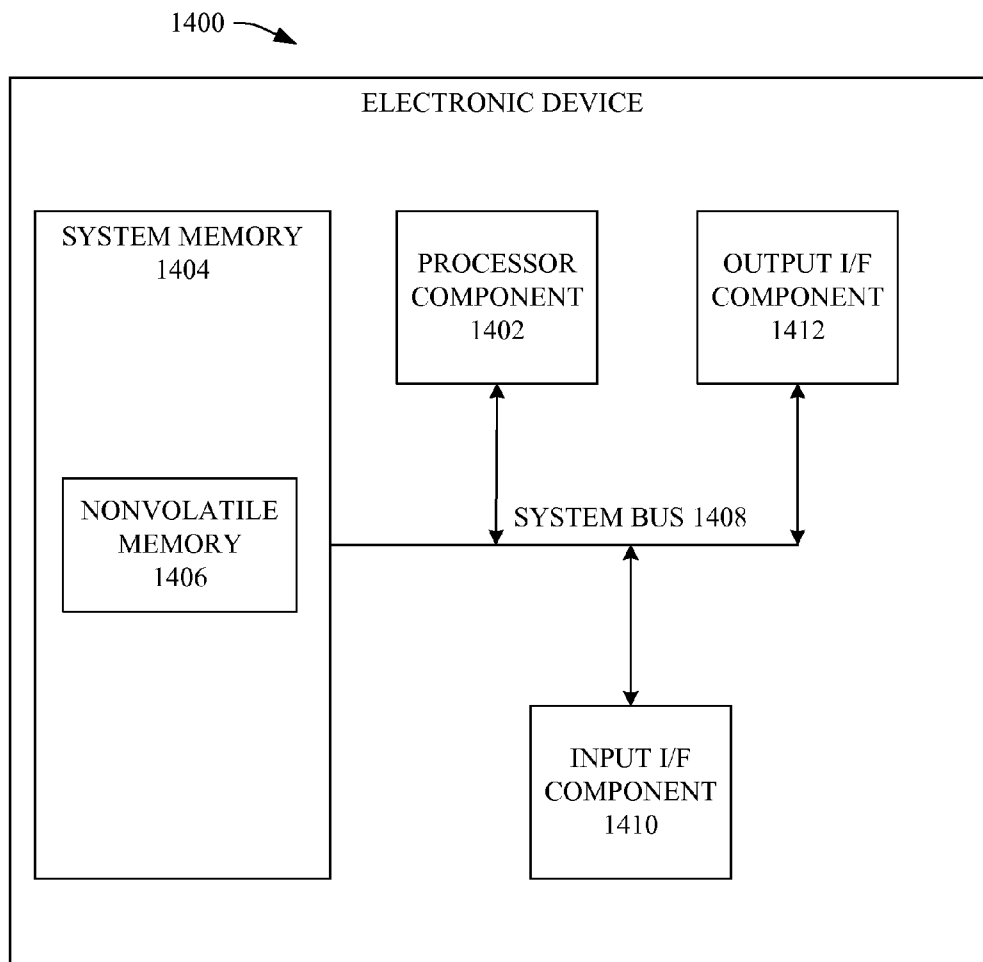 1400
ELECTRONIC DEVICE
SYSTEM MEMORY
1404
PROCESSOR
COMPONENT
1402
OUTPUT I/F
COMPONENT
1412
NONVOLATILE
MEMORY
1406
SYSTEM BUS 1408
INPUT I/F
COMPONENT
1410